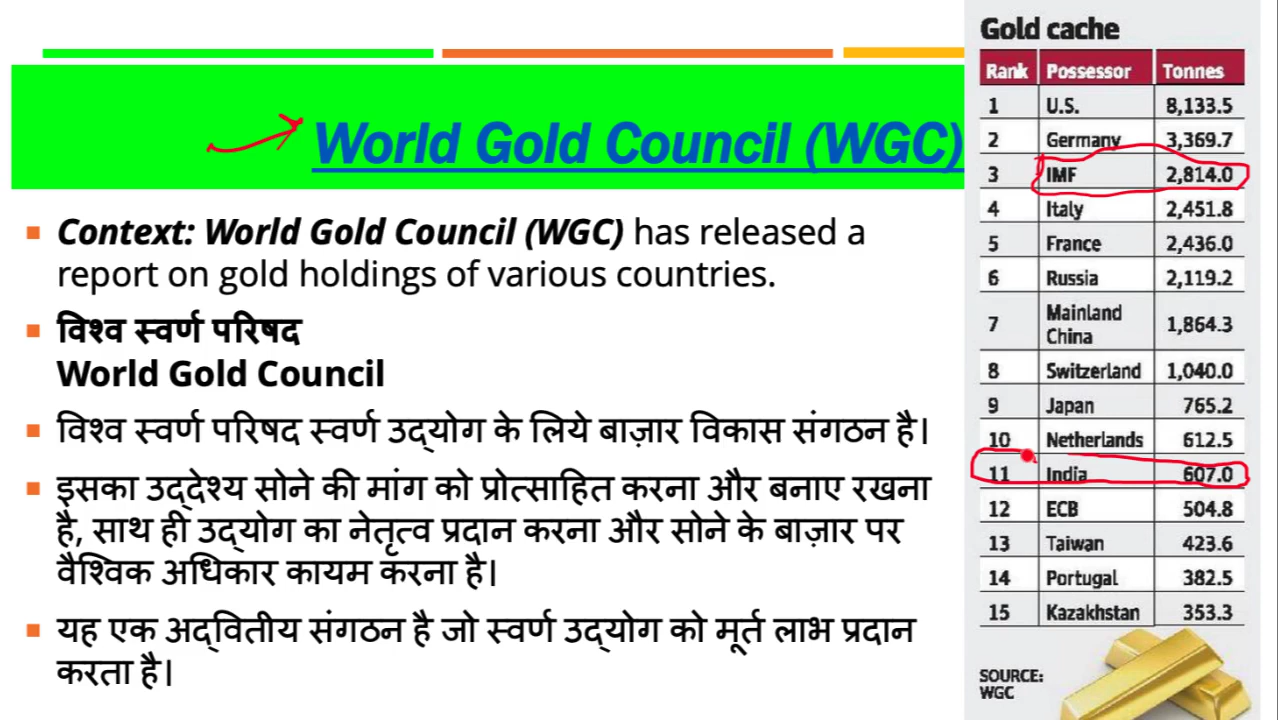 World Gold Council (WGC)
Context: World Gold Council (WGC) has released a
report on gold holdings of various countries.
विश्व स्वर्ण परिषद
World Gold Council
विश्व स्वर्ण परिषद स्वर्ण उद्योग के लिये बाज़ार विकास संगठन है।
इसका उद्देश्य सोने की मांग को प्रोत्साहित करना और बनाए रखना
है, साथ ही उद्योग का नेतृत्व प्रदान करना और सोने के बाज़ार पर
वैश्विक अधिकार कायम करना है।
यह एक अद्वितीय संगठन है जो स्वर्ण उद्योग को मूर्त लाभ प्रदान
करता है।
Gold cache
Rank Possessor Tonnes
1 U.S. 8,133.5
2 Germany 3,369.7
3 IMF 2,814.0
4 Italy 2,451.8
5 France 2,436.0
6 Russia 2,119.2
7 Mainland China 1,864.3
8 Switzerland 1,040.0
9 Japan 765.2
10 Netherlands 612.5
11 India 607.0
12 ECB 504.8
13 Taiwan 423.6
14 Portugal 382.5
15 Kazakhstan 353.3
SOURCE:
WGC